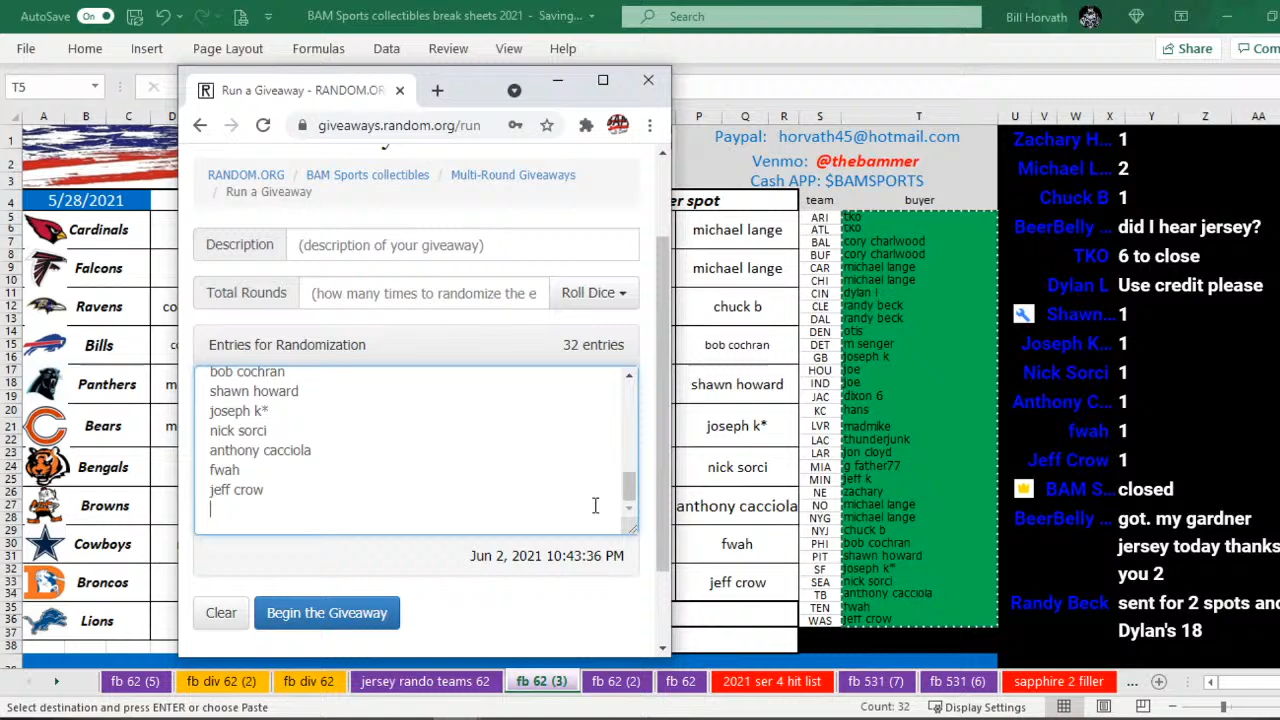 AutoSave On
BAM Sports collectibles break sheets 2021 - Saving...
Search
Bill Horvath
File Home Insert Page Layout Formulas Data Review View Help
Share
T5
Run a Giveaway - RANDOM.OR
giveaways.random.org/run
RANDOM.ORG / BAM Sports collectibles / Multi-Round Giveaways
/ Run a Giveaway
Description (description of your giveaway)
Total Rounds (how many times to randomize the e Roll Dice
Entries for Randomization 32 entries
bob cochran
shawn howard
joseph k*
nick sorci
anthony cacciola
fwah
jeff crow
Jun 2, 2021 10:43:36 PM
Clear Begin the Giveaway
A B C D
P Q R S T U V W X Y Z AA
5/28/2021
Cardinals
Falcons
Ravens
Bills
Panthers
Bears
Bengals
Browns
Cowboys
Broncos
Lions
Paypal: horvath45@hotmail.com
Venmo: @thebammer
Cash APP: $BAMSPORTS
er spot
michael lange
michael lange
chuck b
bob cochran
shawn howard
joseph k*
nick sorci
anthony cacciola
fwah
jeff crow
team buyer
ARI tko
ATL tko
BAL cory charlwood
BUF cory charlwood
CAR michael lange
CHI michael lange
CIN dylan l
CLE randy beck
DAL randy beck
DEN otis
DET m senger
GB joseph k
HOU joe
IND joe
JAC dixon 6
KC hans
LVR madmike
LAC thunderjunk
LAR jon cloyd
MIA g father77
MIN jeff k
NE zachary
NO michael lange
NYG michael lange
NYJ chuck b
PHI bob cochran
PIT shawn howard
SF joseph k*
SEA nick sorci
TB anthony cacciola
TEN fwah
WAS jeff crow
Zachary H... 1
Michael L... 2
Chuck B 1
BeerBelly ... did I hear jersey?
TKO 6 to close
Dylan L Use credit please
Shawn... 1
Joseph K... 1
Nick Sorci 1
Anthony C... 1
fwah 1
Jeff Crow 1
BAM S... closed
BeerBelly ... got. my gardner
jersey today thanks
you 2
Randy Beck sent for 2 spots and
Dylan's 18
fb 62 (5) fb div 62 (2) fb div 62 jersey rando teams 62 fb 62 (3) fb 62 (2) fb 62 2021 ser 4 hit list fb 531 (7) fb 531 (6) sapphire 2 filler ...
Select destination and press ENTER or choose Paste
Count: 32 Display Settings